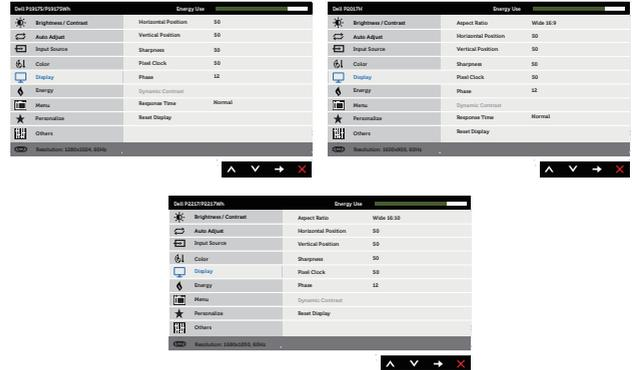 Dell P1917S/P1917SWh Energy Use
Brightness / Contrast Horizontal Position 50
Auto Adjust Vertical Position 50
Input Source Sharpness 50
Color Pixel Clock 50
Display Phase 12
Energy Dynamic Contrast
Menu Response Time Normal
Personalize Reset Display
Others
Resolution: 1280x1024, 60Hz
Dell P2017H Energy Use
Brightness / Contrast Aspect Ratio Wide 16:9
Auto Adjust Horizontal Position 50
Input Source Vertical Position 50
Color Sharpness 50
Display Pixel Clock 50
Energy Phase 12
Menu Dynamic Contrast
Personalize Response Time Normal
Others Reset Display
Resolution: 1600x900, 60Hz
Dell P2217/P2217Wh Energy Use
Brightness / Contrast Aspect Ratio Wide 16:10
Auto Adjust Horizontal Position 50
Input Source Vertical Position 50
Color Sharpness 50
Display Pixel Clock 50
Energy Phase 12
Menu Dynamic Contrast
Personalize Reset Display
Others
Resolution: 1680x1050, 60Hz